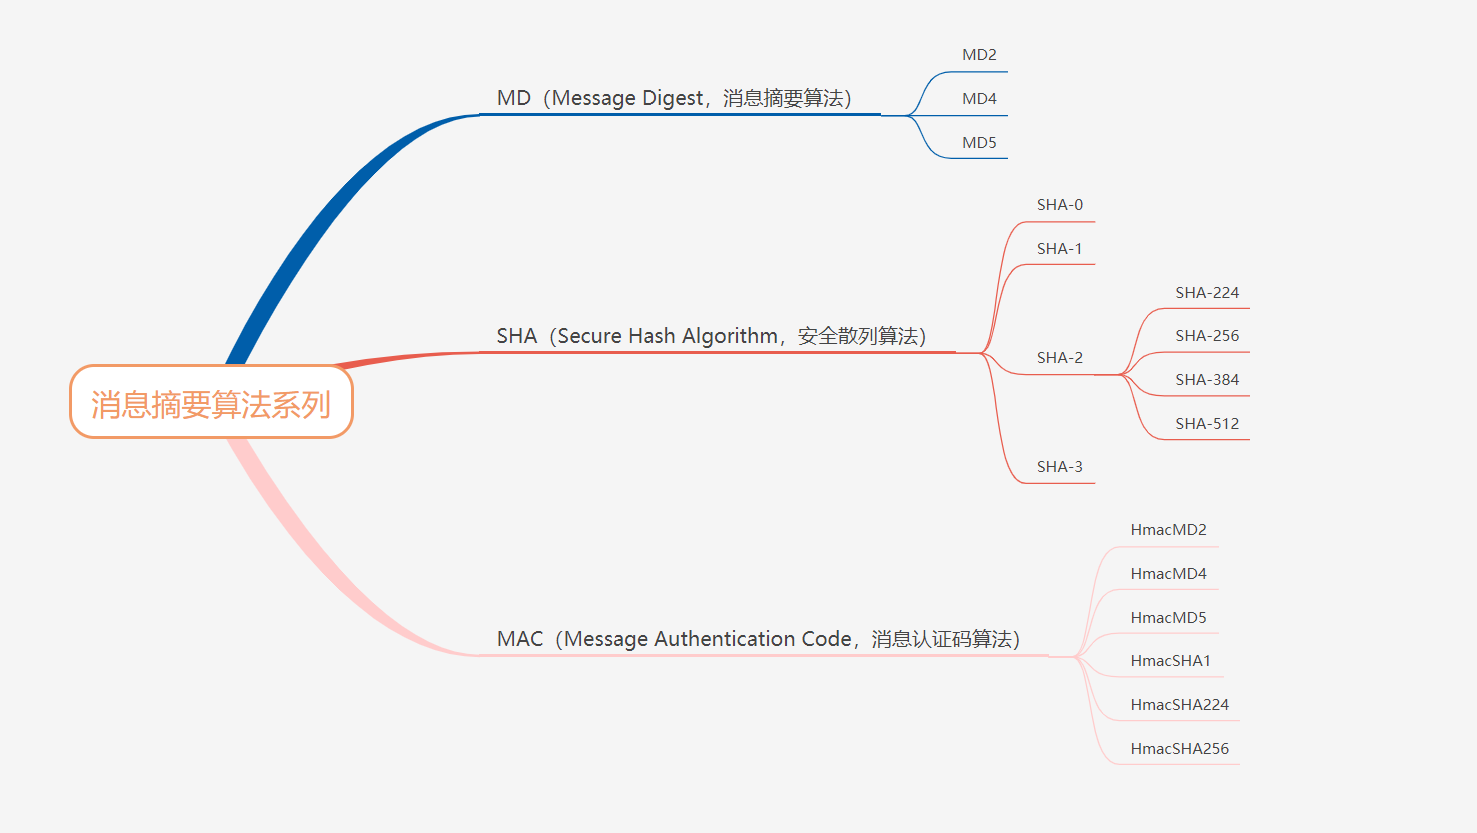 消息摘要算法系列
MD（Message Digest，消息摘要算法）
MD2
MD4
MD5
SHA（Secure Hash Algorithm，安全散列算法）
SHA-0
SHA-1
SHA-2
SHA-224
SHA-256
SHA-384
SHA-512
SHA-3
MAC（Message Authentication Code，消息认证码算法）
HmacMD2
HmacMD4
HmacMD5
HmacSHA1
HmacSHA224
HmacSHA256